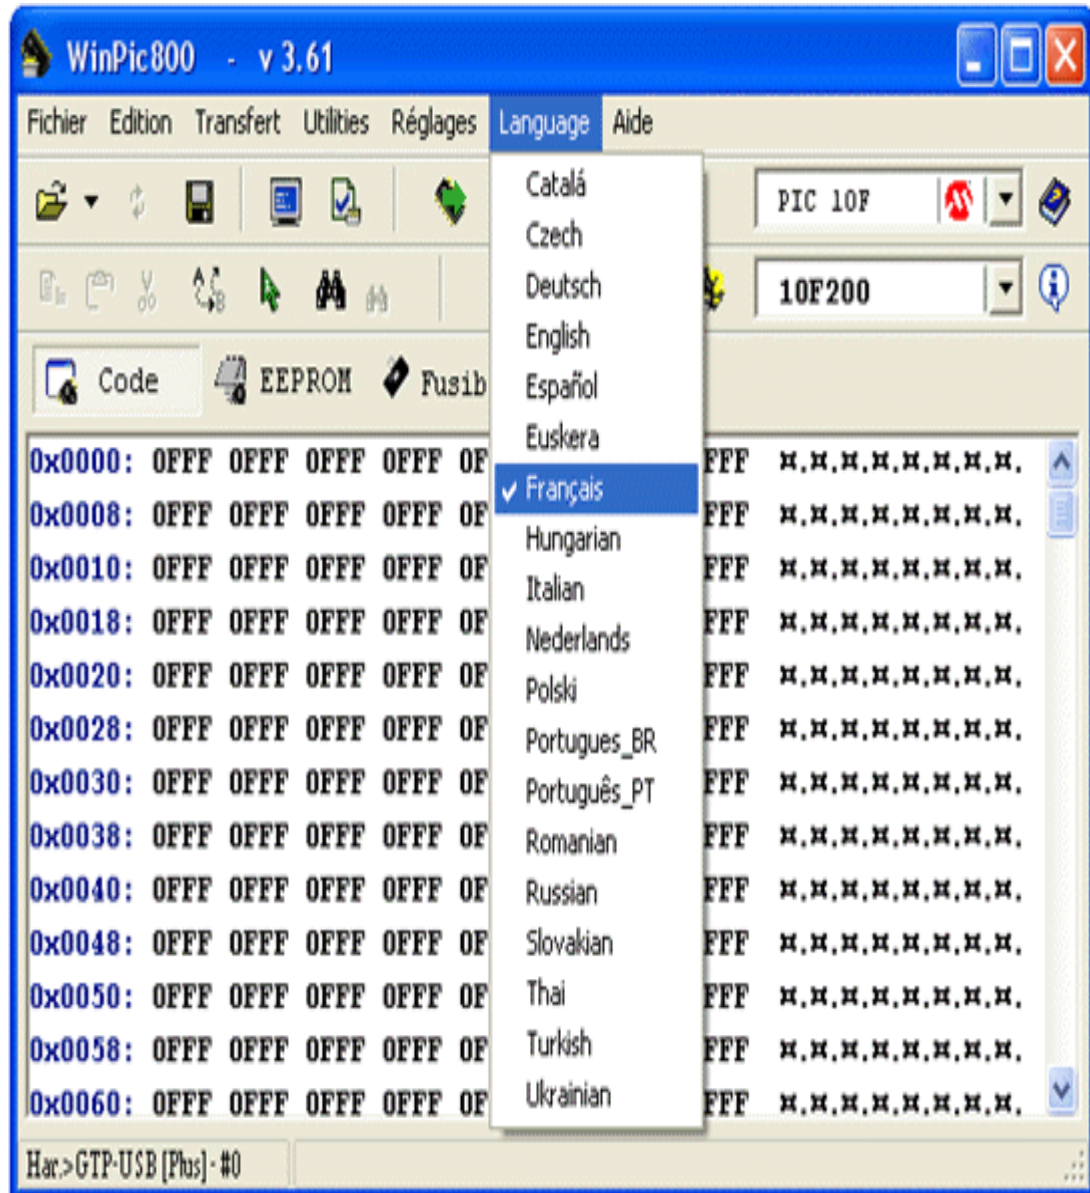 WinPic800 - v 3.61
Fichier Edition Transfert Utilities Réglages Language Aide
PIC 10F
10F200
Code EEPROM Fusib
Catalá
Czech
Deutsch
English
Español
Euskera
Français
Hungarian
Italian
Nederlands
Polski
Portugues_BR
Português_PT
Romanian
Russian
Slovakian
Thai
Turkish
Ukrainian
0x0000: 0FFF 0FFF 0FFF 0FFF 0F FFF ¤.¤.¤.¤.¤.¤.¤.¤.
0x0008: 0FFF 0FFF 0FFF 0FFF 0F FFF ¤.¤.¤.¤.¤.¤.¤.¤.
0x0010: 0FFF 0FFF 0FFF 0FFF 0F FFF ¤.¤.¤.¤.¤.¤.¤.¤.
0x0018: 0FFF 0FFF 0FFF 0FFF 0F FFF ¤.¤.¤.¤.¤.¤.¤.¤.
0x0020: 0FFF 0FFF 0FFF 0FFF 0F FFF ¤.¤.¤.¤.¤.¤.¤.¤.
0x0028: 0FFF 0FFF 0FFF 0FFF 0F FFF ¤.¤.¤.¤.¤.¤.¤.¤.
0x0030: 0FFF 0FFF 0FFF 0FFF 0F FFF ¤.¤.¤.¤.¤.¤.¤.¤.
0x0038: 0FFF 0FFF 0FFF 0FFF 0F FFF ¤.¤.¤.¤.¤.¤.¤.¤.
0x0040: 0FFF 0FFF 0FFF 0FFF 0F FFF ¤.¤.¤.¤.¤.¤.¤.¤.
0x0048: 0FFF 0FFF 0FFF 0FFF 0F FFF ¤.¤.¤.¤.¤.¤.¤.¤.
0x0050: 0FFF 0FFF 0FFF 0FFF 0F FFF ¤.¤.¤.¤.¤.¤.¤.¤.
0x0058: 0FFF 0FFF 0FFF 0FFF 0F FFF ¤.¤.¤.¤.¤.¤.¤.¤.
0x0060: 0FFF 0FFF 0FFF 0FFF 0F FFF ¤.¤.¤.¤.¤.¤.¤.¤.
Har.>GTP-USB [Plus] - #0